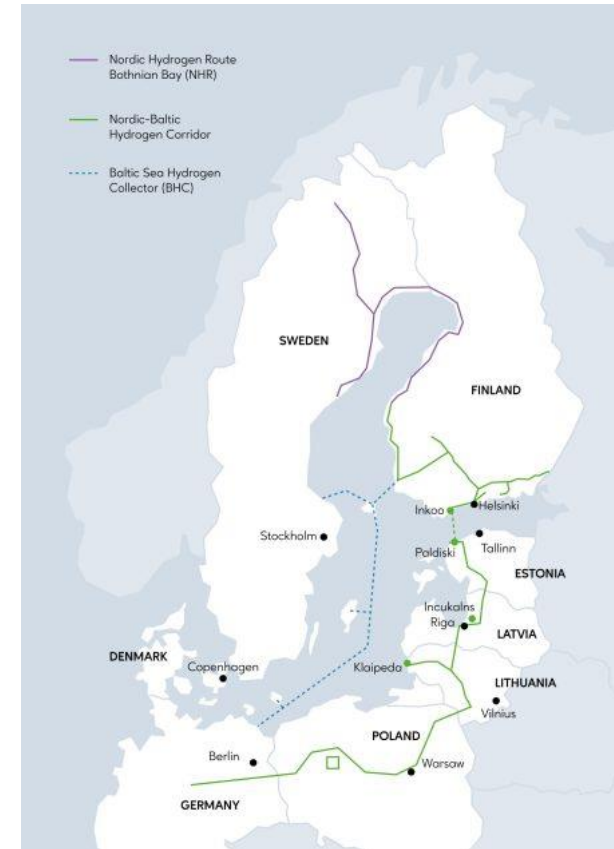 Nordic Hydrogen Route
Bothnian Bay (NHR)
Nordic-Baltic
Hydrogen Corridor
Baltic Sea Hydrogen
Collector (BHC)
SWEDEN
FINLAND
Inkoo
Helsinki
Stockholm
Paldiski
Tallinn
ESTONIA
Incukalns
Riga
LATVIA
DENMARK
Copenhagen
Klaipeda
LITHUANIA
Vilnius
POLAND
Berlin
Warsaw
GERMANY